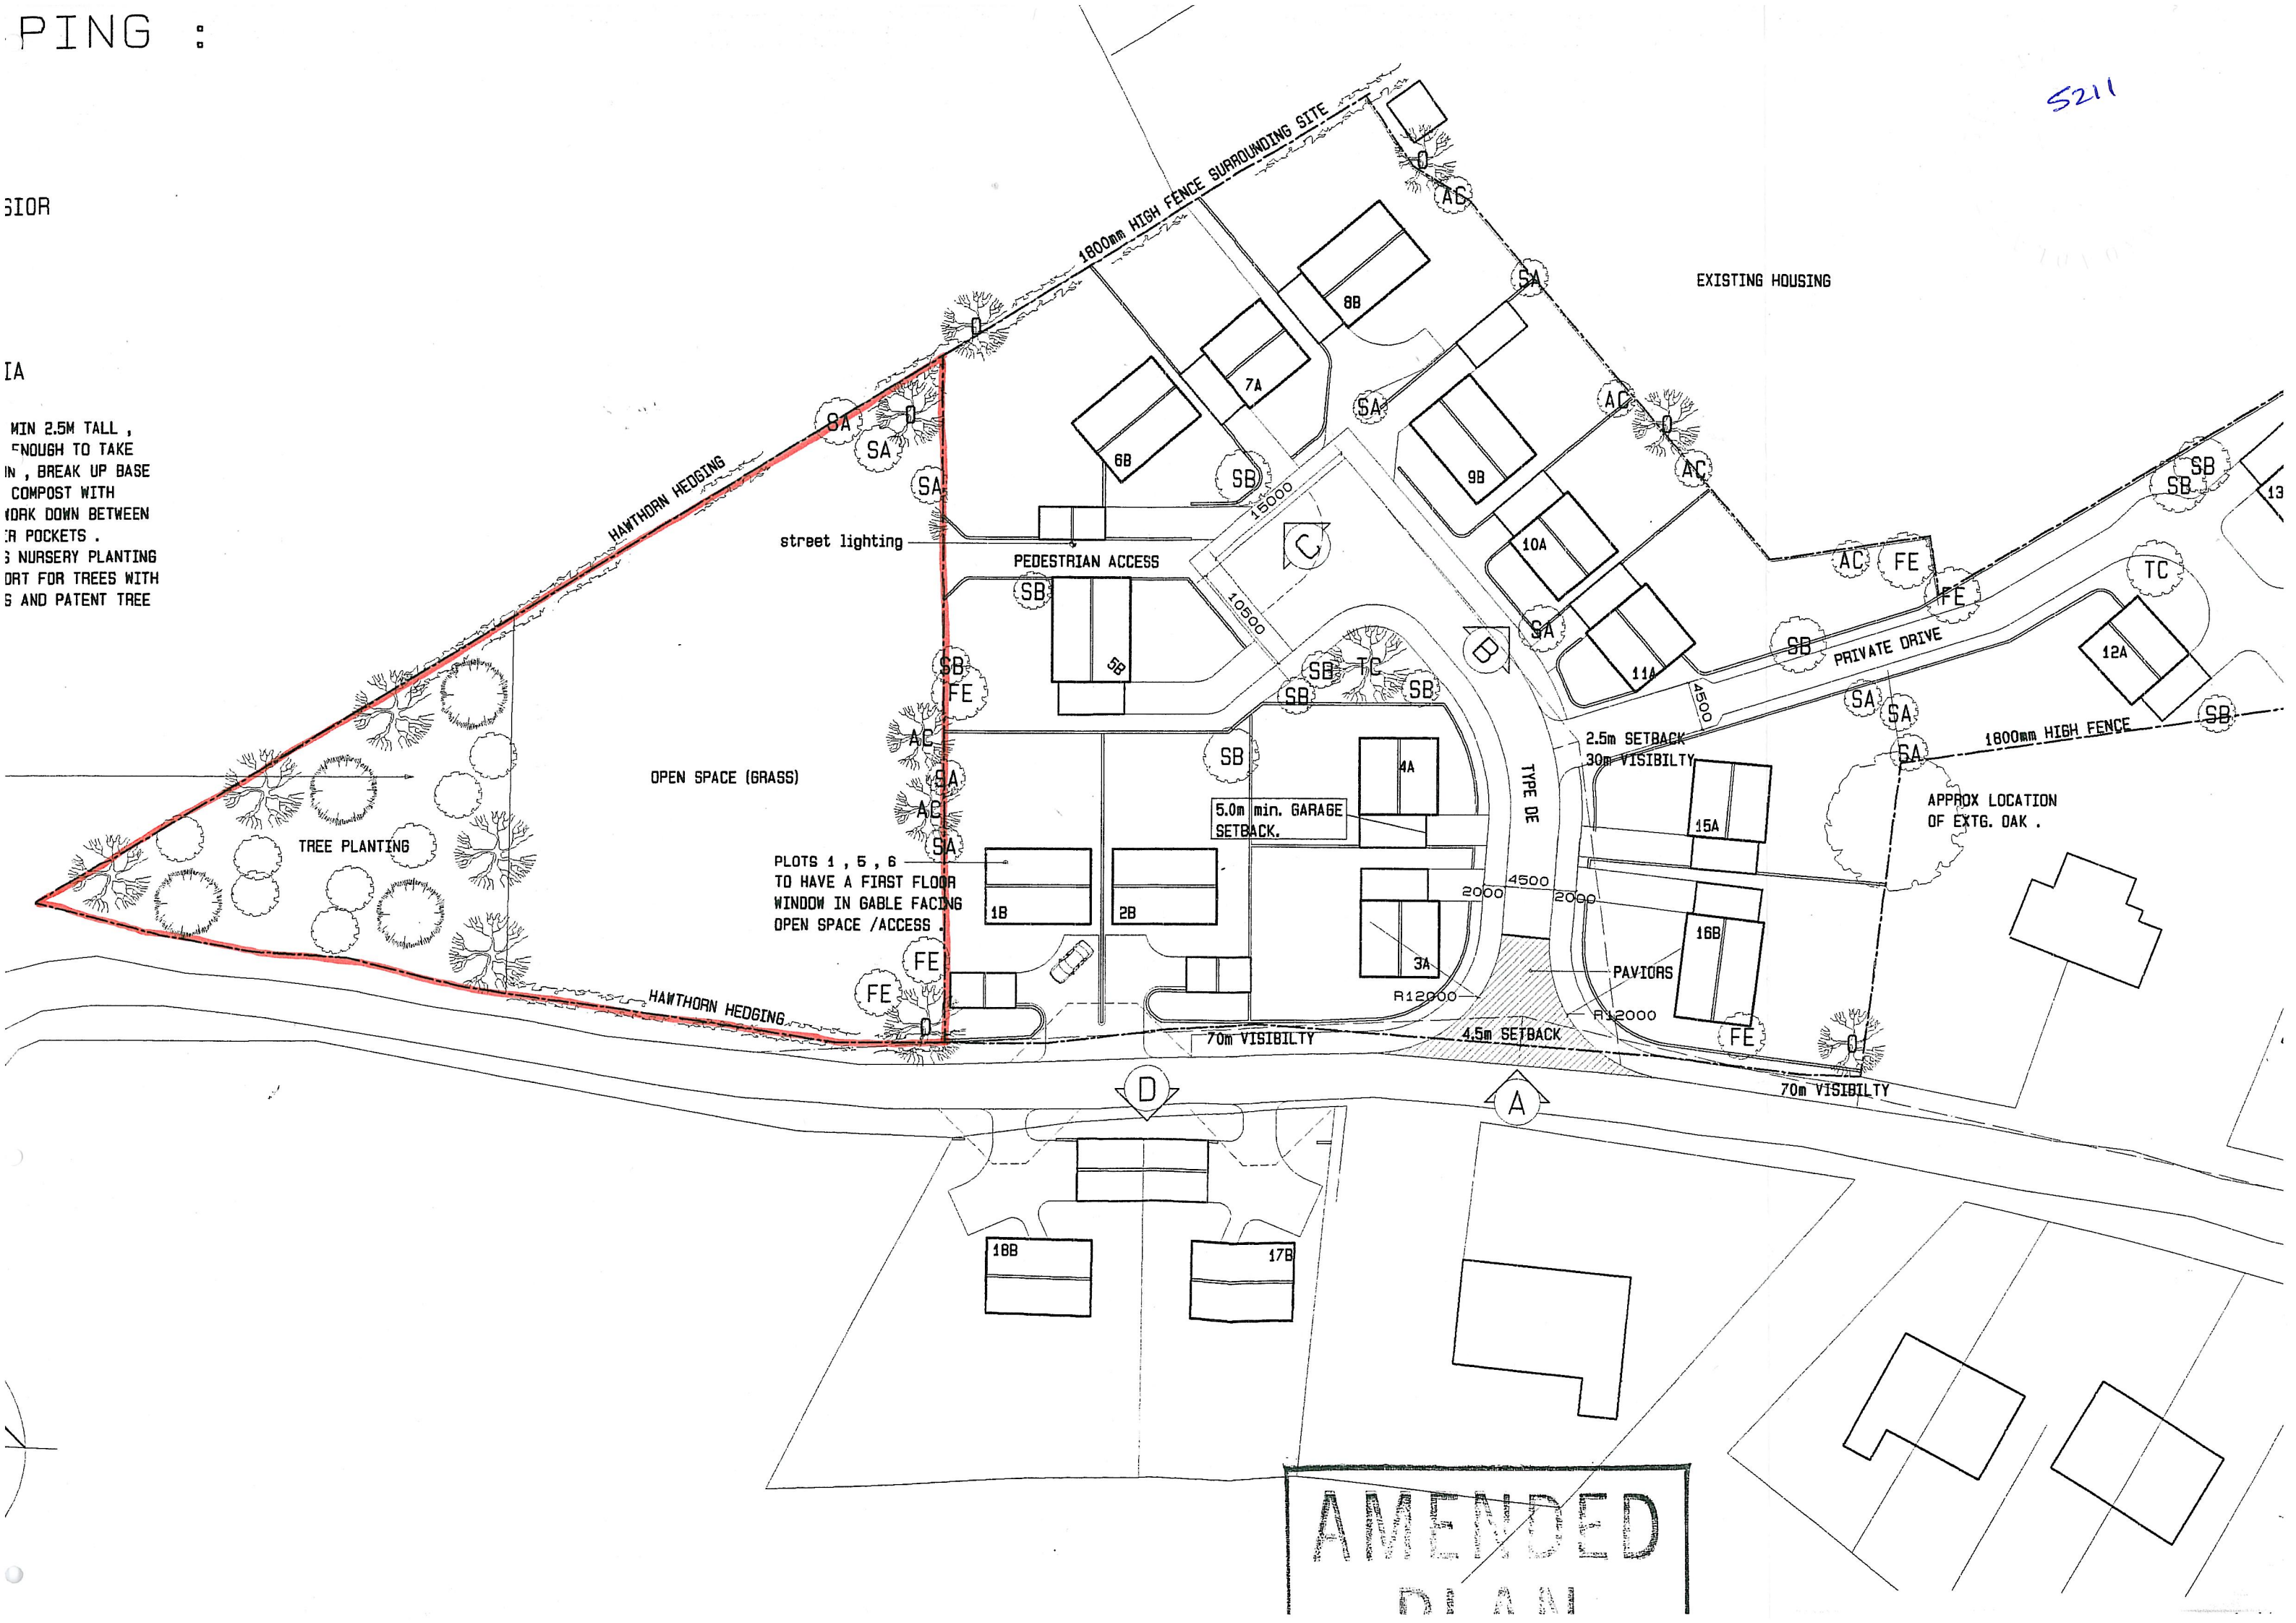 PING :
5211
SIOR
IA
MIN 2.5M TALL ,
ENOUGH TO TAKE
IN , BREAK UP BASE
COMPOST WITH
WORK DOWN BETWEEN
ER POCKETS .
S NURSERY PLANTING
ORT FOR TREES WITH
S AND PATENT TREE
1800mm HIGH FENCE SURROUNDING SITE
EXISTING HOUSING
AC
SA
8B
7A
SA
6B
SB
SA
SA
SA
HAWTHORN HEDGING
street lighting
PEDESTRIAN ACCESS
15000
C
9B
AC
AC
10A
SB
SB
13
AC
FE
FE
TC
SB
5B
10500
B
SA
11A
SB
PRIVATE DRIVE
12A
SB
FE
SB
SB
TC
SB
4500
SA
SA
SA
SB
1800mm HIGH FENCE
AC
SA
AC
SA
SB
OPEN SPACE (GRASS)
TREE PLANTING
2.5m SETBACK
30m VISIBILTY
TYPE DE
4A
5.0m min. GARAGE
SETBACK.
15A
APPROX LOCATION
OF EXTG. OAK .
PLOTS 1 , 5 , 6
TO HAVE A FIRST FLOOR
WINDOW IN GABLE FACING
OPEN SPACE /ACCESS .
1B
2B
2000
4500
2000
3A
16B
PAVIORS
R12000
R12000
FE
FE
FE
HAWTHORN HEDGING
70m VISIBILTY
4.5m SETBACK
70m VISIBILTY
D
A
18B
17B
AMENDED
PLAN